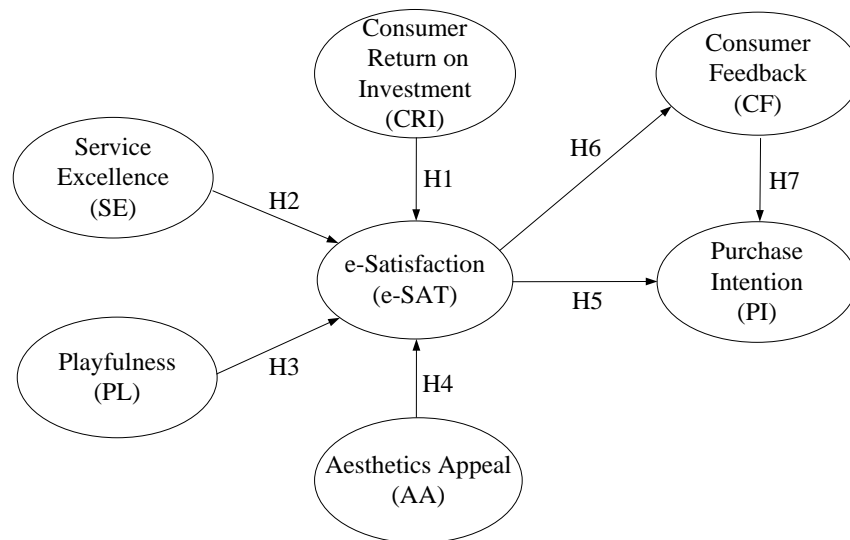 Consumer
Return on
Investment
(CRI)
Consumer
Feedback
(CF)
Service
Excellence
(SE)
H6
H1
H7
H2
e-Satisfaction
(e-SAT)
Purchase
Intention
(PI)
H5
Playfulness
(PL)
H3
H4
Aesthetics Appeal
(AA)